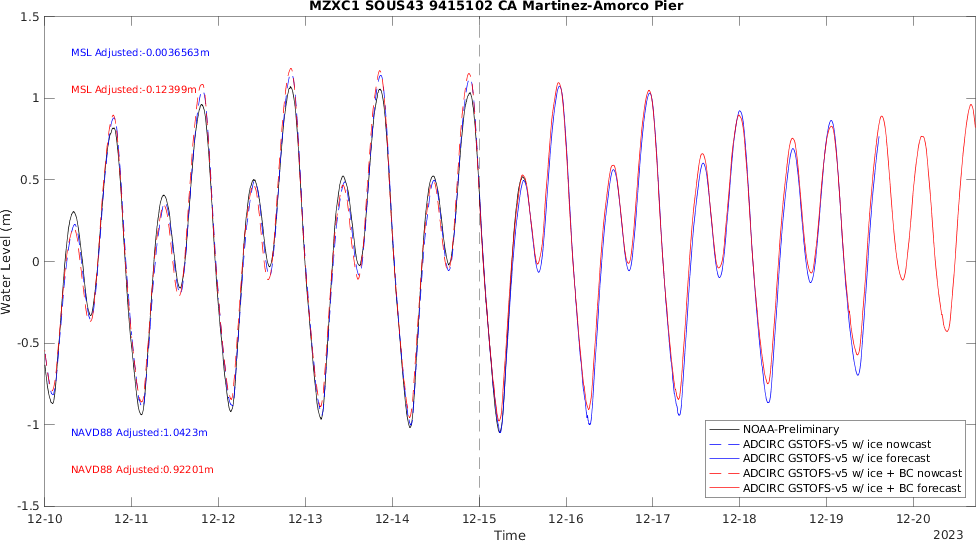 MZXC1 SOUS43 9415102 CA Martinez-Amorco Pier
1.5
MSL Adjusted:-0.0036563m
MSL Adjusted:-0.12399m
1
0.5
Water Level (m)
0
-0.5
-1
NAVD88 Adjusted:1.0423m
NAVD88 Adjusted:0.92201m
NOAA-Preliminary
ADCIRC GSTOFS-v5 w/ ice nowcast
ADCIRC GSTOFS-v5 w/ ice forecast
ADCIRC GSTOFS-v5 w/ ice + BC nowcast
ADCIRC GSTOFS-v5 w/ ice + BC forecast
-1.5
12-10 12-11 12-12 12-13 12-14 12-15 12-16 12-17 12-18 12-19 12-20
Time
2023